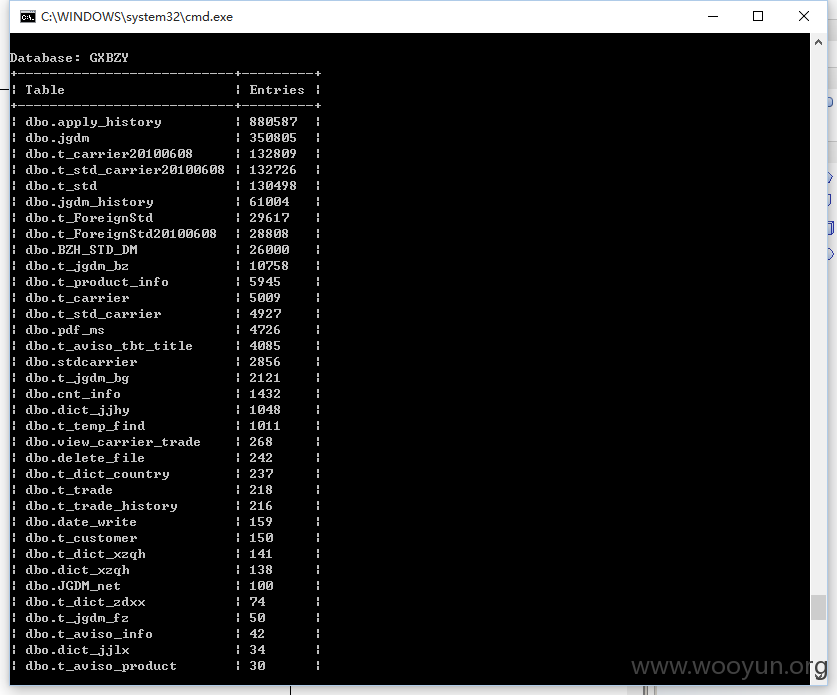 C:\WINDOWS\system32\cmd.exe
Database: GXBZY
+---------------------------+---------+
| Table | Entries |
+---------------------------+---------+
| dbo.apply_history | 880587 |
| dbo.jgdm | 350805 |
| dbo.t_carrier20100608 | 132809 |
| dbo.t_std_carrier20100608 | 132726 |
| dbo.t_std | 130498 |
| dbo.jgdm_history | 61004 |
| dbo.t_ForeignStd | 29617 |
| dbo.t_ForeignStd20100608 | 28808 |
| dbo.BZH_STD_DM | 26000 |
| dbo.t_jgdm_bz | 10758 |
| dbo.t_product_info | 5945 |
| dbo.t_carrier | 5009 |
| dbo.t_std_carrier | 4927 |
| dbo.pdf_ms | 4726 |
| dbo.t_aviso_tbt_title | 4085 |
| dbo.stdcarrier | 2856 |
| dbo.t_jgdm_bg | 2121 |
| dbo.cnt_info | 1432 |
| dbo.dict_jjhy | 1048 |
| dbo.t_temp_find | 1011 |
| dbo.view_carrier_trade | 268 |
| dbo.delete_file | 242 |
| dbo.t_dict_country | 237 |
| dbo.t_trade | 218 |
| dbo.t_trade_history | 216 |
| dbo.date_write | 159 |
| dbo.t_customer | 150 |
| dbo.t_dict_xzqh | 141 |
| dbo.dict_xzqh | 138 |
| dbo.JGDM_net | 100 |
| dbo.t_dict_zdxx | 74 |
| dbo.t_jgdm_fz | 50 |
| dbo.t_aviso_info | 42 |
| dbo.dict_jjlx | 34 |
| dbo.t_aviso_product | 30 |
www.wooyun.org